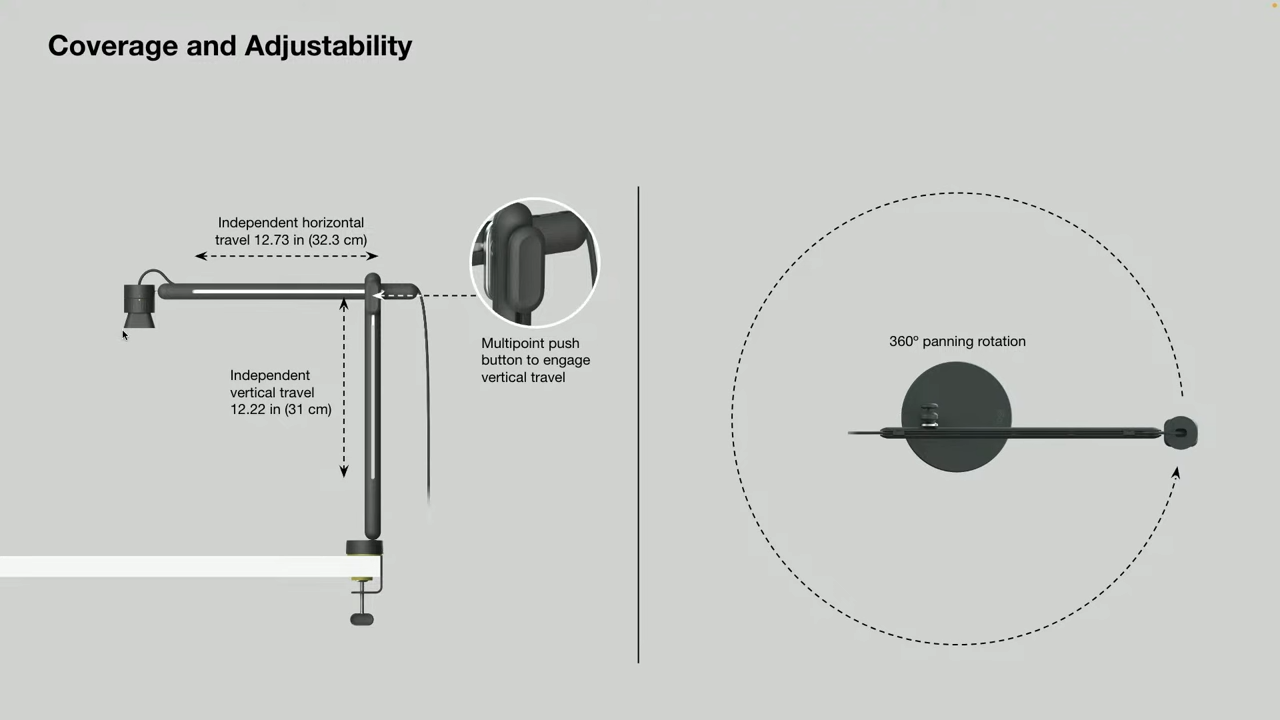 Coverage and Adjustability
Independent horizontal
travel 12.73 in (32.3 cm)
Multipoint push
button to engage
vertical travel
Independent
vertical travel
12.22 in (31 cm)
360º panning rotation